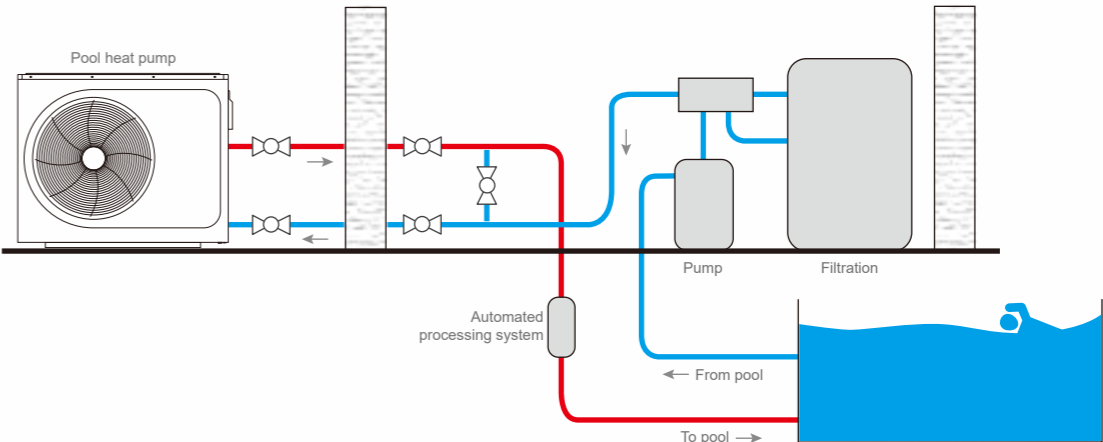 Pool heat pump
Pump
Filtration
Automated
processing system
From pool
To pool